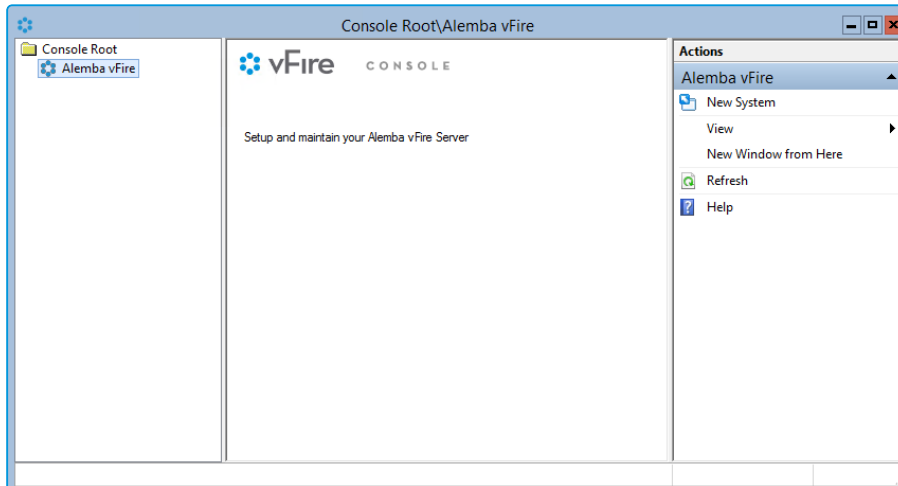 Console Root\Alemba vFire
Console Root
Alemba vFire
vFire CONSOLE
Setup and maintain your Alemba vFire Server
Actions
Alemba vFire
New System
View
New Window from Here
Refresh
Help